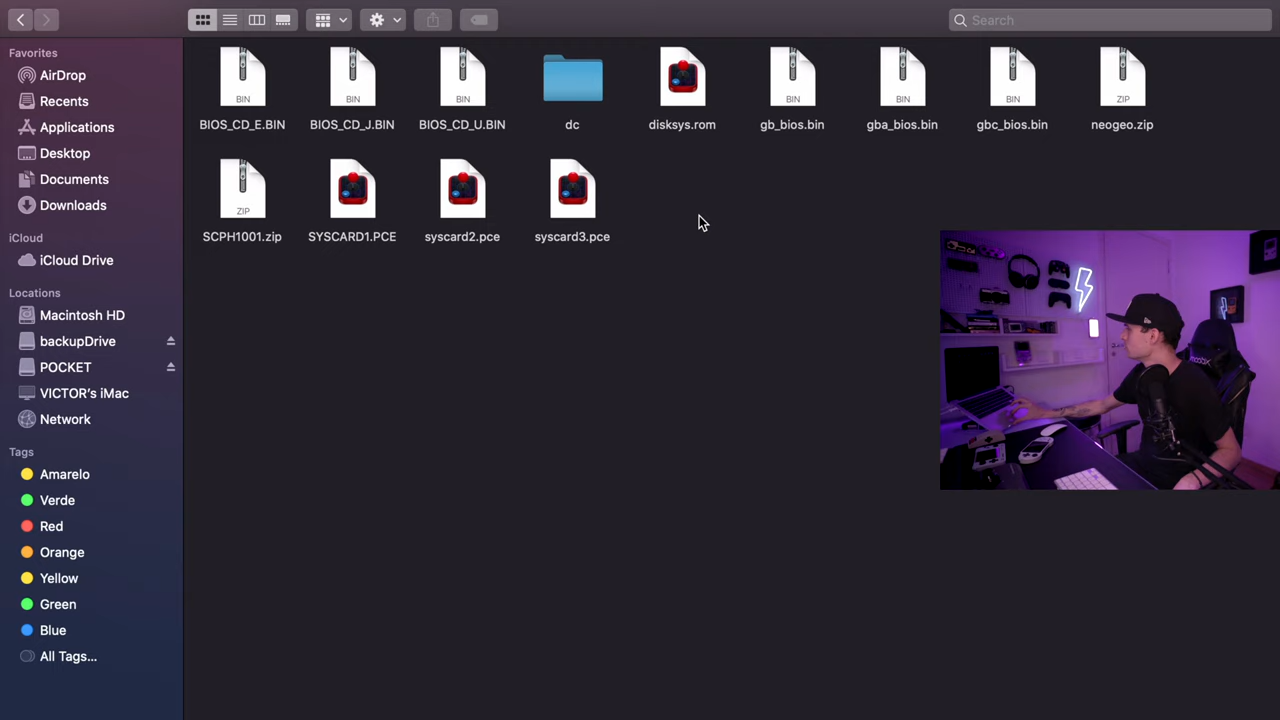 Search
Favorites
AirDrop
Recents
Applications
Desktop
Documents
Downloads
iCloud
iCloud Drive
Locations
Macintosh HD
backupDrive
POCKET
VICTOR's iMac
Network
Tags
Amarelo
Verde
Red
Orange
Yellow
Green
Blue
All Tags...
BIN
BIN
BIN
BIN
BIN
BIN
ZIP
BIOS_CD_E.BIN
BIOS_CD_J.BIN
BIOS_CD_U.BIN
dc
disksys.rom
gb_bios.bin
gba_bios.bin
gbc_bios.bin
neogeo.zip
ZIP
SCPH1001.zip
SYSCARD1.PCE
syscard2.pce
syscard3.pce